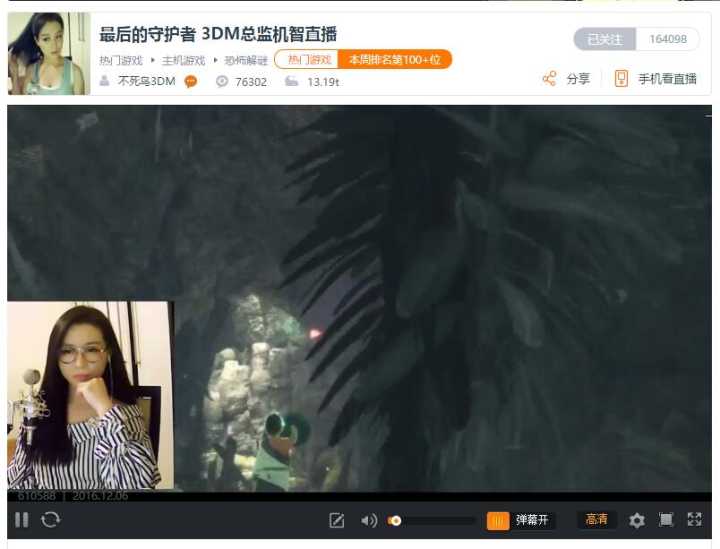 最后的守护者 3DM总监机智直播
已关注 164098
热门游戏 主机游戏 恐怖解谜 热门游戏 本周排名第100+位
不死鸟3DM 76302 13.19t
分享 手机看直播
610588 | 2016.12.06
弹幕开 高清